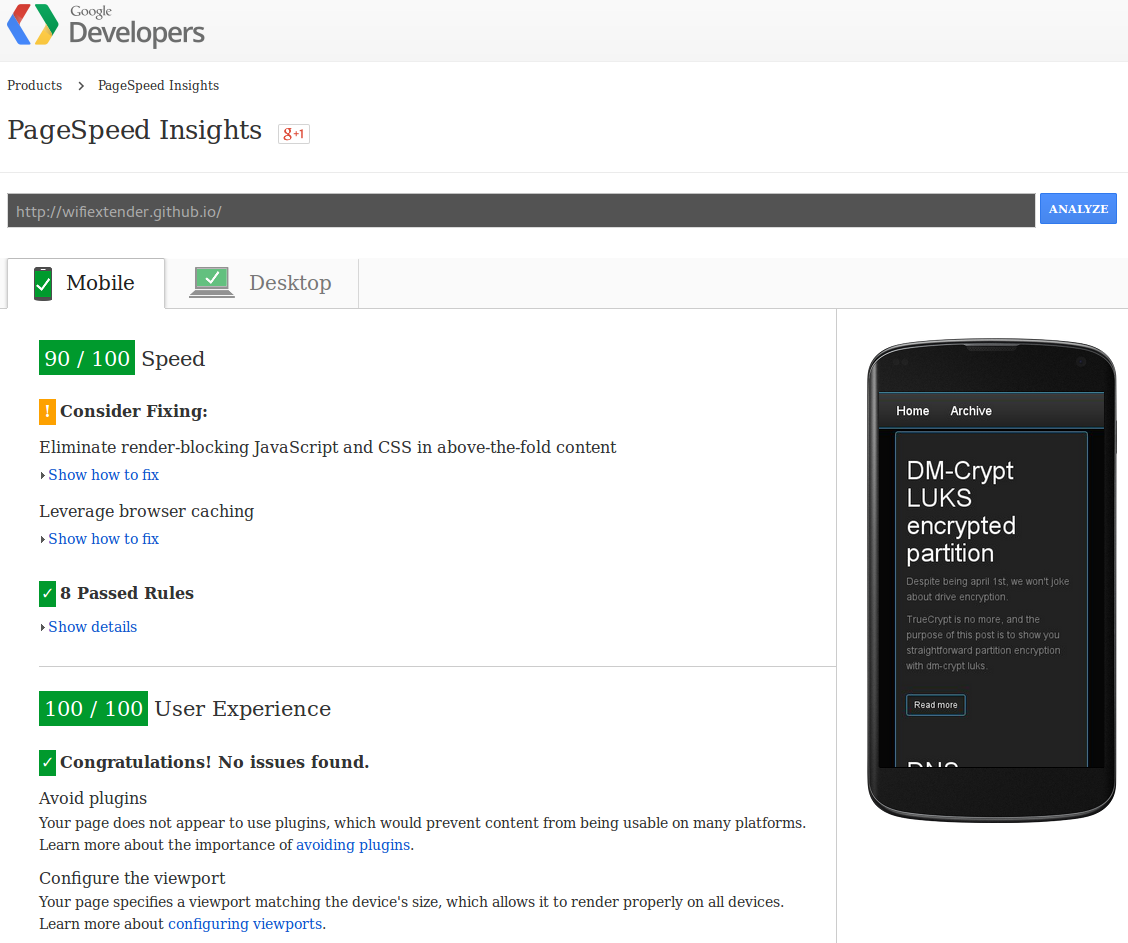 Google
Developers
Products > PageSpeed Insights
PageSpeed Insights
g+1
http://wifiextender.github.io/
ANALYZE
Mobile
Desktop
90 / 100 Speed
! Consider Fixing:
Eliminate render-blocking JavaScript and CSS in above-the-fold content
Show how to fix
Leverage browser caching
Show how to fix
✓ 8 Passed Rules
Show details
100 / 100 User Experience
✓ Congratulations! No issues found.
Avoid plugins
Your page does not appear to use plugins, which would prevent content from being usable on many platforms.
Learn more about the importance of avoiding plugins.
Configure the viewport
Your page specifies a viewport matching the device's size, which allows it to render properly on all devices.
Learn more about configuring viewports.
Home Archive
DM-Crypt
LUKS
encrypted
partition
Despite being april 1st, we won't joke
about drive encryption.
TrueCrypt is no more, and the
purpose of this post is to show you
straightforward partition encryption
with dm-crypt luks.
Read more
DNS